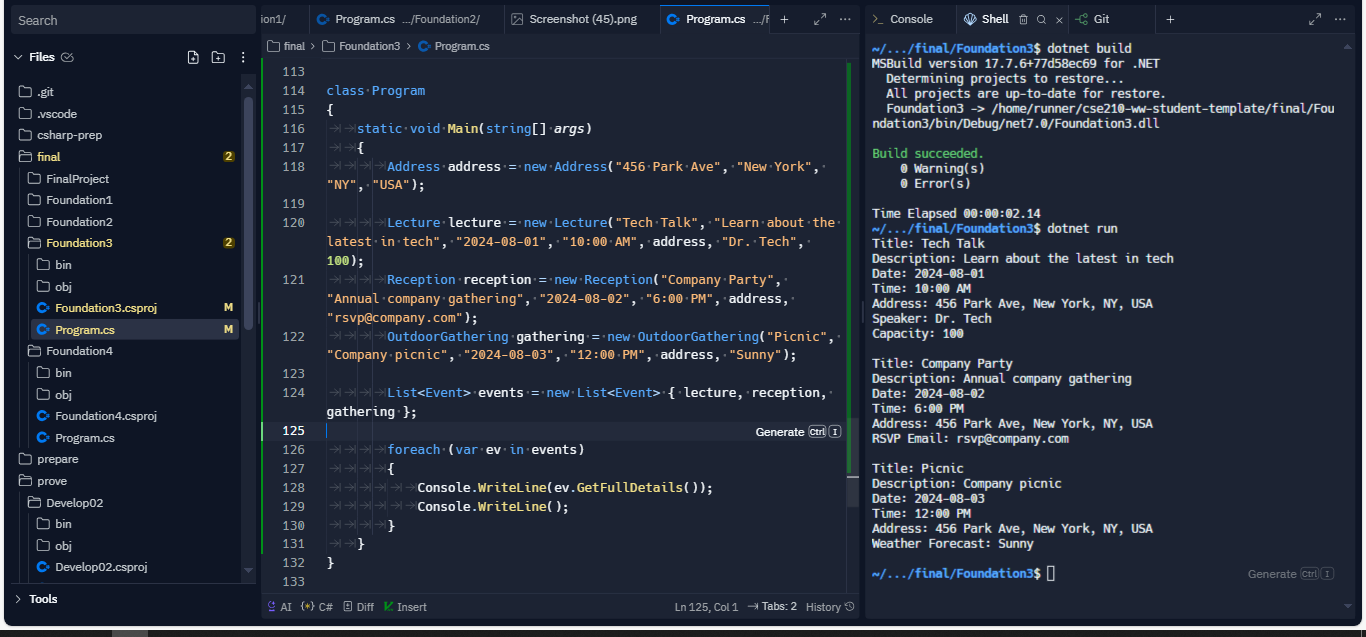 Search
Files
.git
.vscode
csharp-prep
final 2
FinalProject
Foundation1
Foundation2
Foundation3 2
bin
obj
Foundation3.csproj M
Program.cs M
Foundation4
bin
obj
Foundation4.csproj
Program.cs
prepare
prove
Develop02
bin
obj
Develop02.csproj
Tools
ion1/ Program.cs .../Foundation2/ Screenshot (45).png Program.cs .../F
final > Foundation3 > Program.cs
113
114 class Program
115 {
116 static void Main(string[] args)
117 {
118 Address address = new Address("456 Park Ave", "New York",
"NY", "USA");
119
120 Lecture lecture = new Lecture("Tech Talk", "Learn about the
latest in tech", "2024-08-01", "10:00 AM", address, "Dr. Tech",
100);
121 Reception reception = new Reception("Company Party",
"Annual company gathering", "2024-08-02", "6:00 PM", address,
"rsvp@company.com");
122 OutdoorGathering gathering = new OutdoorGathering("Picnic",
"Company picnic", "2024-08-03", "12:00 PM", address, "Sunny");
123
124 List<Event> events = new List<Event> { lecture, reception,
gathering };
125 Generate Ctrl I
126 foreach (var ev in events)
127 {
128 Console.WriteLine(ev.GetFullDetails());
129 Console.WriteLine();
130 }
131 }
132 }
133
AI C# Diff Insert Ln 125, Col 1 Tabs: 2 History
Console Shell Git
~/.../final/Foundation3$ dotnet build
MSBuild version 17.7.6+77d58ec69 for .NET
Determining projects to restore...
All projects are up-to-date for restore.
Foundation3 -> /home/runner/cse210-ww-student-template/final/Fou
ndation3/bin/Debug/net7.0/Foundation3.dll
Build succeeded.
0 Warning(s)
0 Error(s)
Time Elapsed 00:00:02.14
~/.../final/Foundation3$ dotnet run
Title: Tech Talk
Description: Learn about the latest in tech
Date: 2024-08-01
Time: 10:00 AM
Address: 456 Park Ave, New York, NY, USA
Speaker: Dr. Tech
Capacity: 100
Title: Company Party
Description: Annual company gathering
Date: 2024-08-02
Time: 6:00 PM
Address: 456 Park Ave, New York, NY, USA
RSVP Email: rsvp@company.com
Title: Picnic
Description: Company picnic
Date: 2024-08-03
Time: 12:00 PM
Address: 456 Park Ave, New York, NY, USA
Weather Forecast: Sunny
~/.../final/Foundation3$
Generate Ctrl I